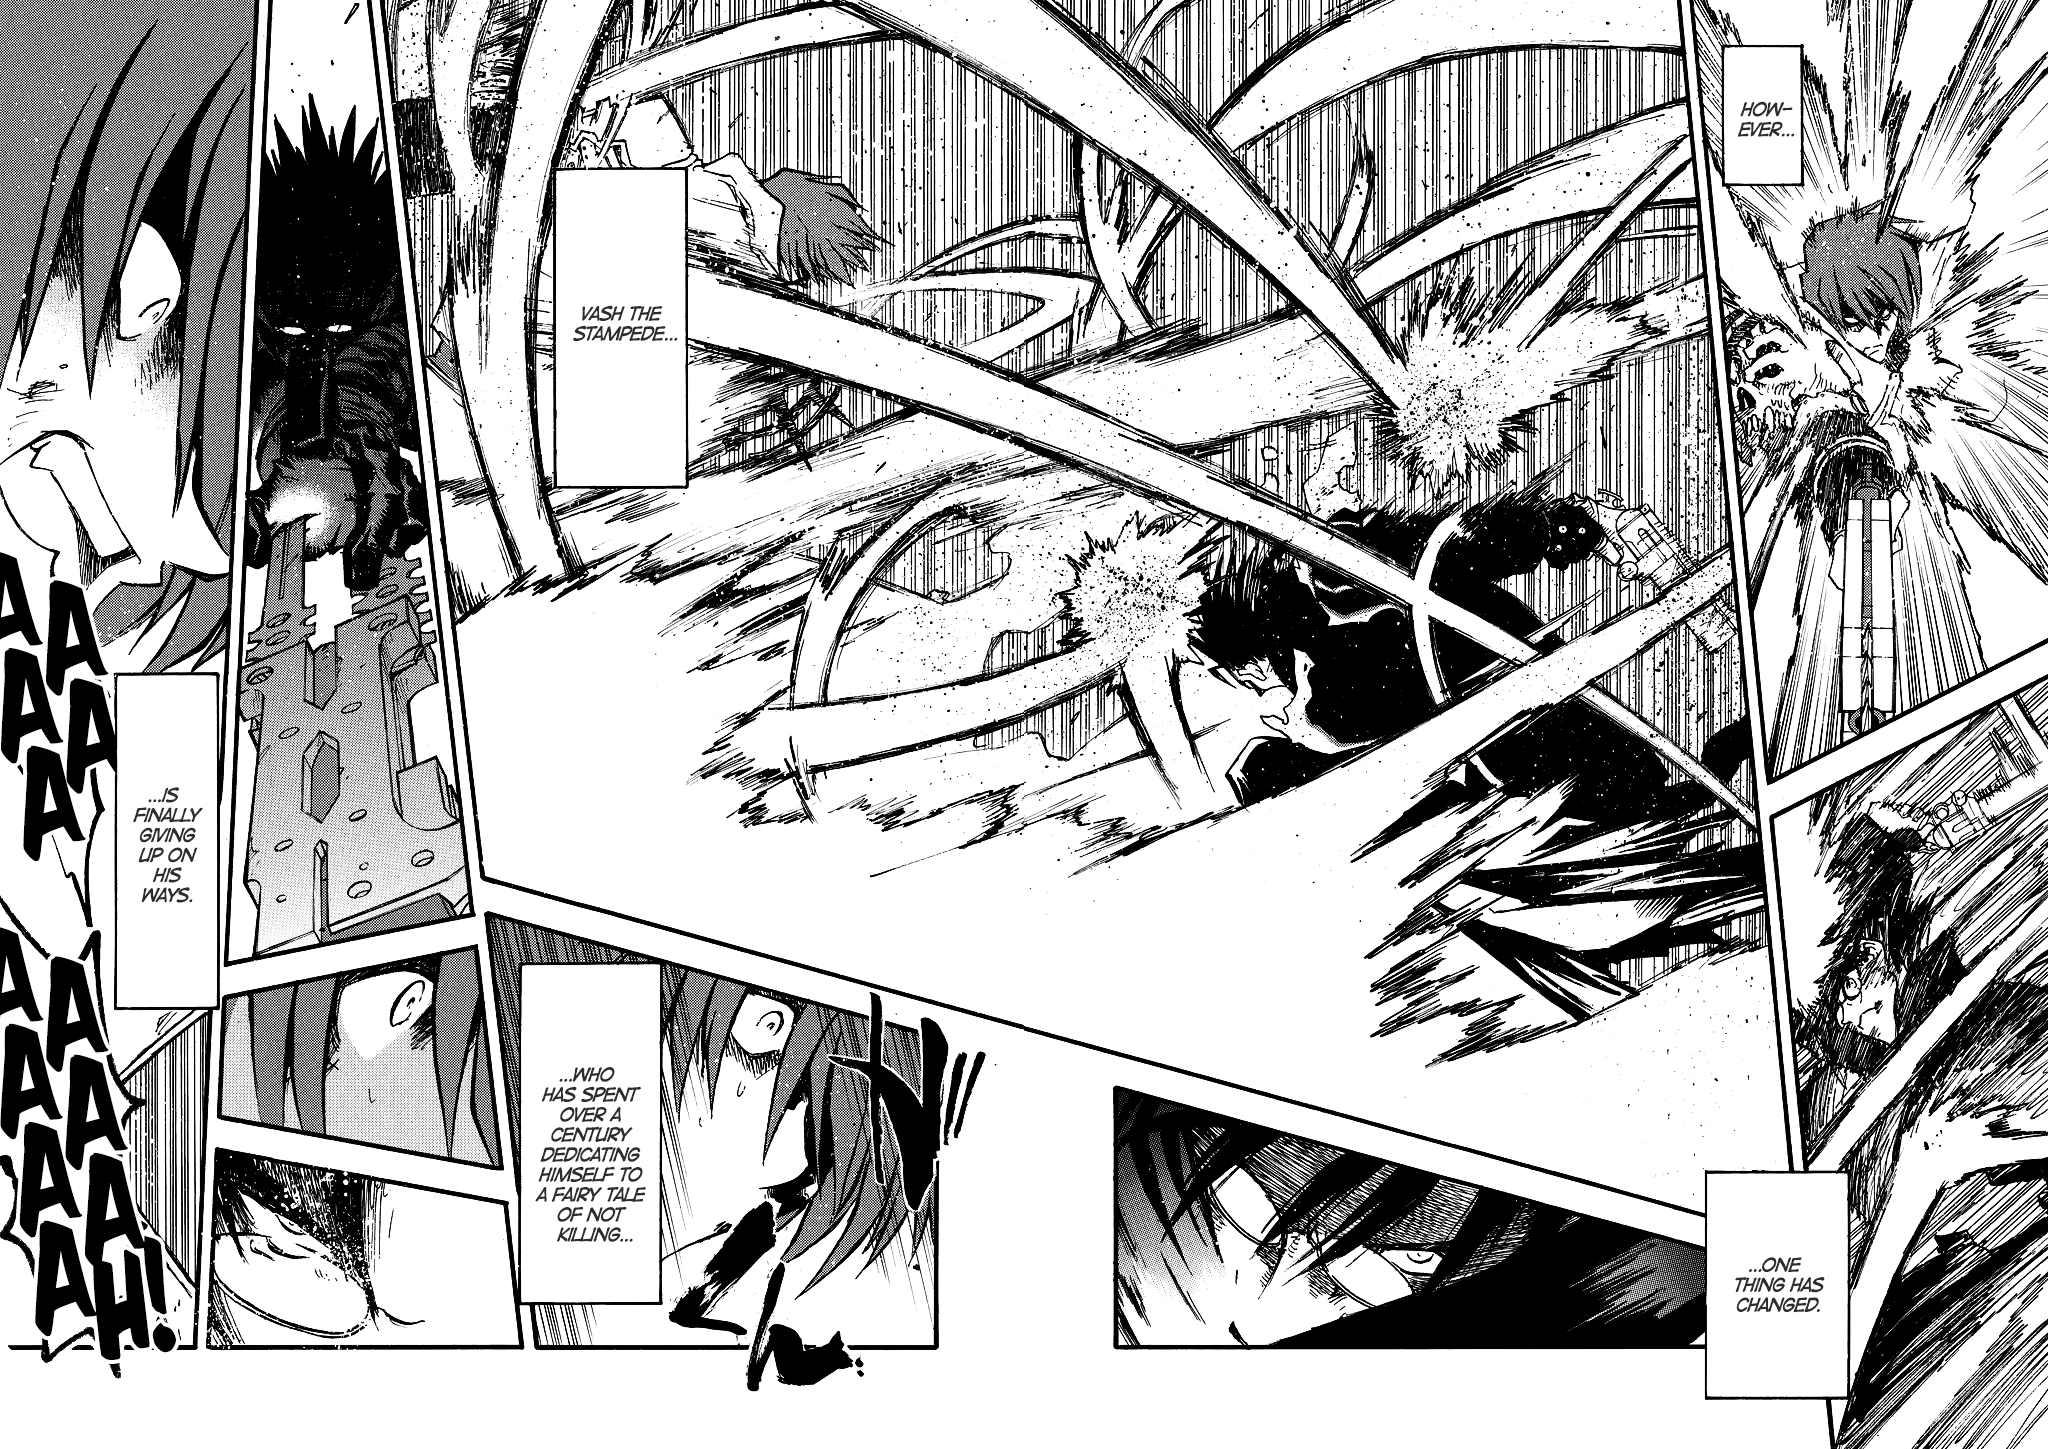 HOW-
EVER...
...ONE
THING HAS
CHANGED.
VASH THE
STAMPEDE...
...WHO
HAS SPENT
OVER A
CENTURY
DEDICATING
HIMSELF TO
A FAIRY TALE
OF NOT
KILLING...
...IS
FINALLY
GIVING
UP ON
HIS
WAYS.
AAAAAAAAAAAAAAAH!